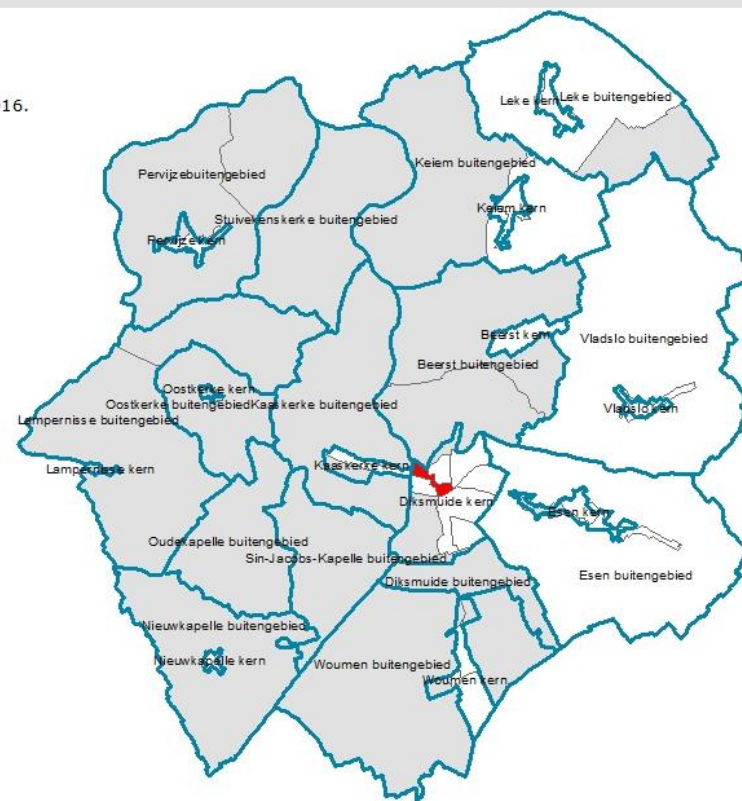 16.
Leke kern
Leke buitengebied
Keiem buitengebied
Pervijzebuitengebied
Keiem kern
Stuivekenskerke buitengebied
Pervijze kern
Beerst kern
Vladslo buitengebied
Beerst buitengebied
Oostkerke kern
Oostkerke buitengebied
Kaaskerke buitengebied
Vladslo kern
Lampernisse buitengebied
Lampernisse kern
Kaaskerke kern
Diksmuide kern
Esen kern
Oudekapelle buitengebied
Sin-Jacobs-Kapelle buitengebied
Esen buitengebied
Diksmuide buitengebied
Nieuwkapelle buitengebied
Nieuwkapelle kern
Woumen buitengebied
Woumen kern